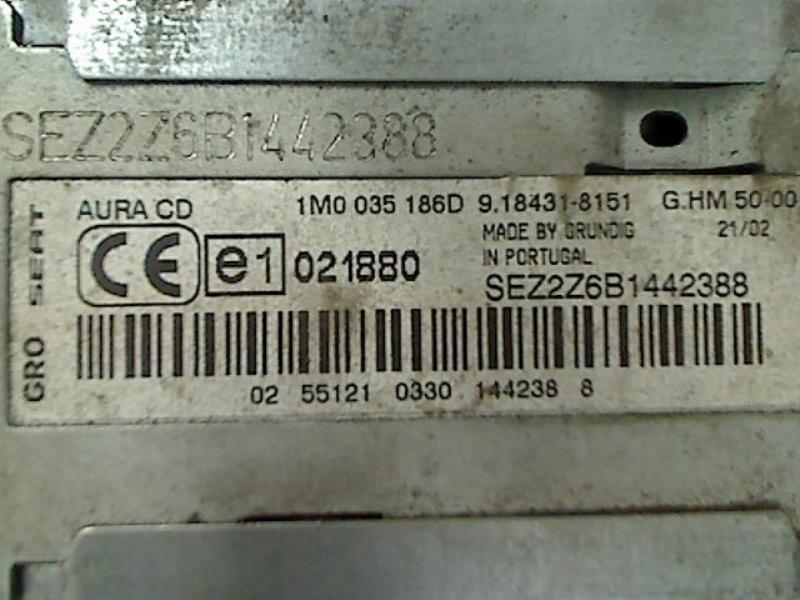 SEZ2Z6B1442388
GRO SEAT
AURA CD 1M0 035 186D 9.18431-8151 G.HM 50-00
MADE BY GRUNDIG 21/02
IN PORTUGAL
CE e1 021880 SEZ2Z6B1442388
02 55121 0330 144238 8